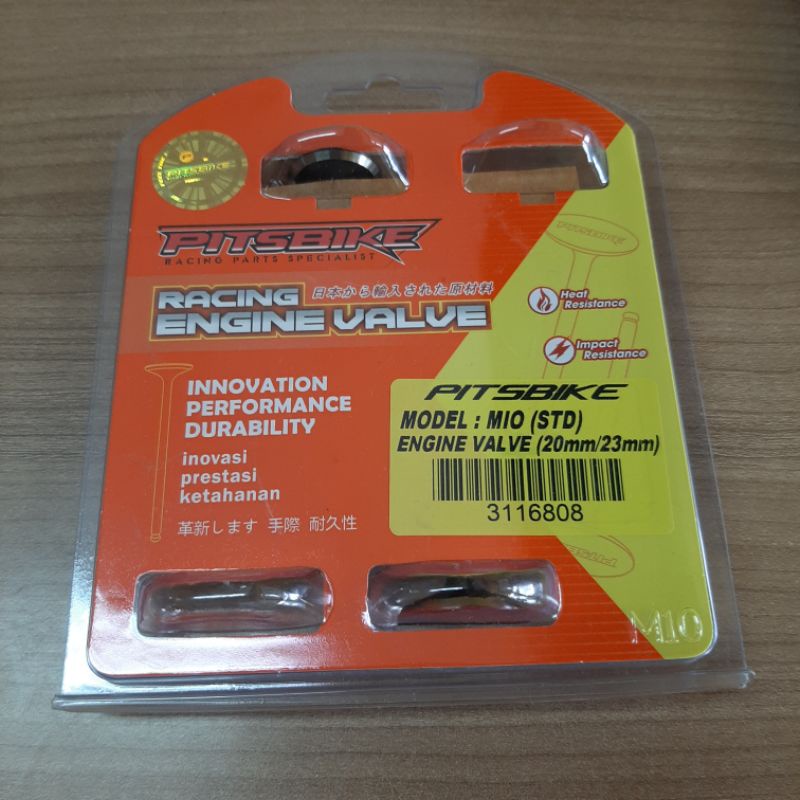 PITSBIKE
RACING PARTS SPECIALIST
RACING
日本から輸入された原材料
ENGINE VALVE
PITSBIKE
Heat
Resistance
Impact
Resistance
INNOVATION
PERFORMANCE
DURABILITY
inovasi
prestasi
ketahanan
革新します 手際 耐久性
PITSBIKE
MODEL : MIO (STD)
ENGINE VALVE (20mm/23mm)
3116808
M10